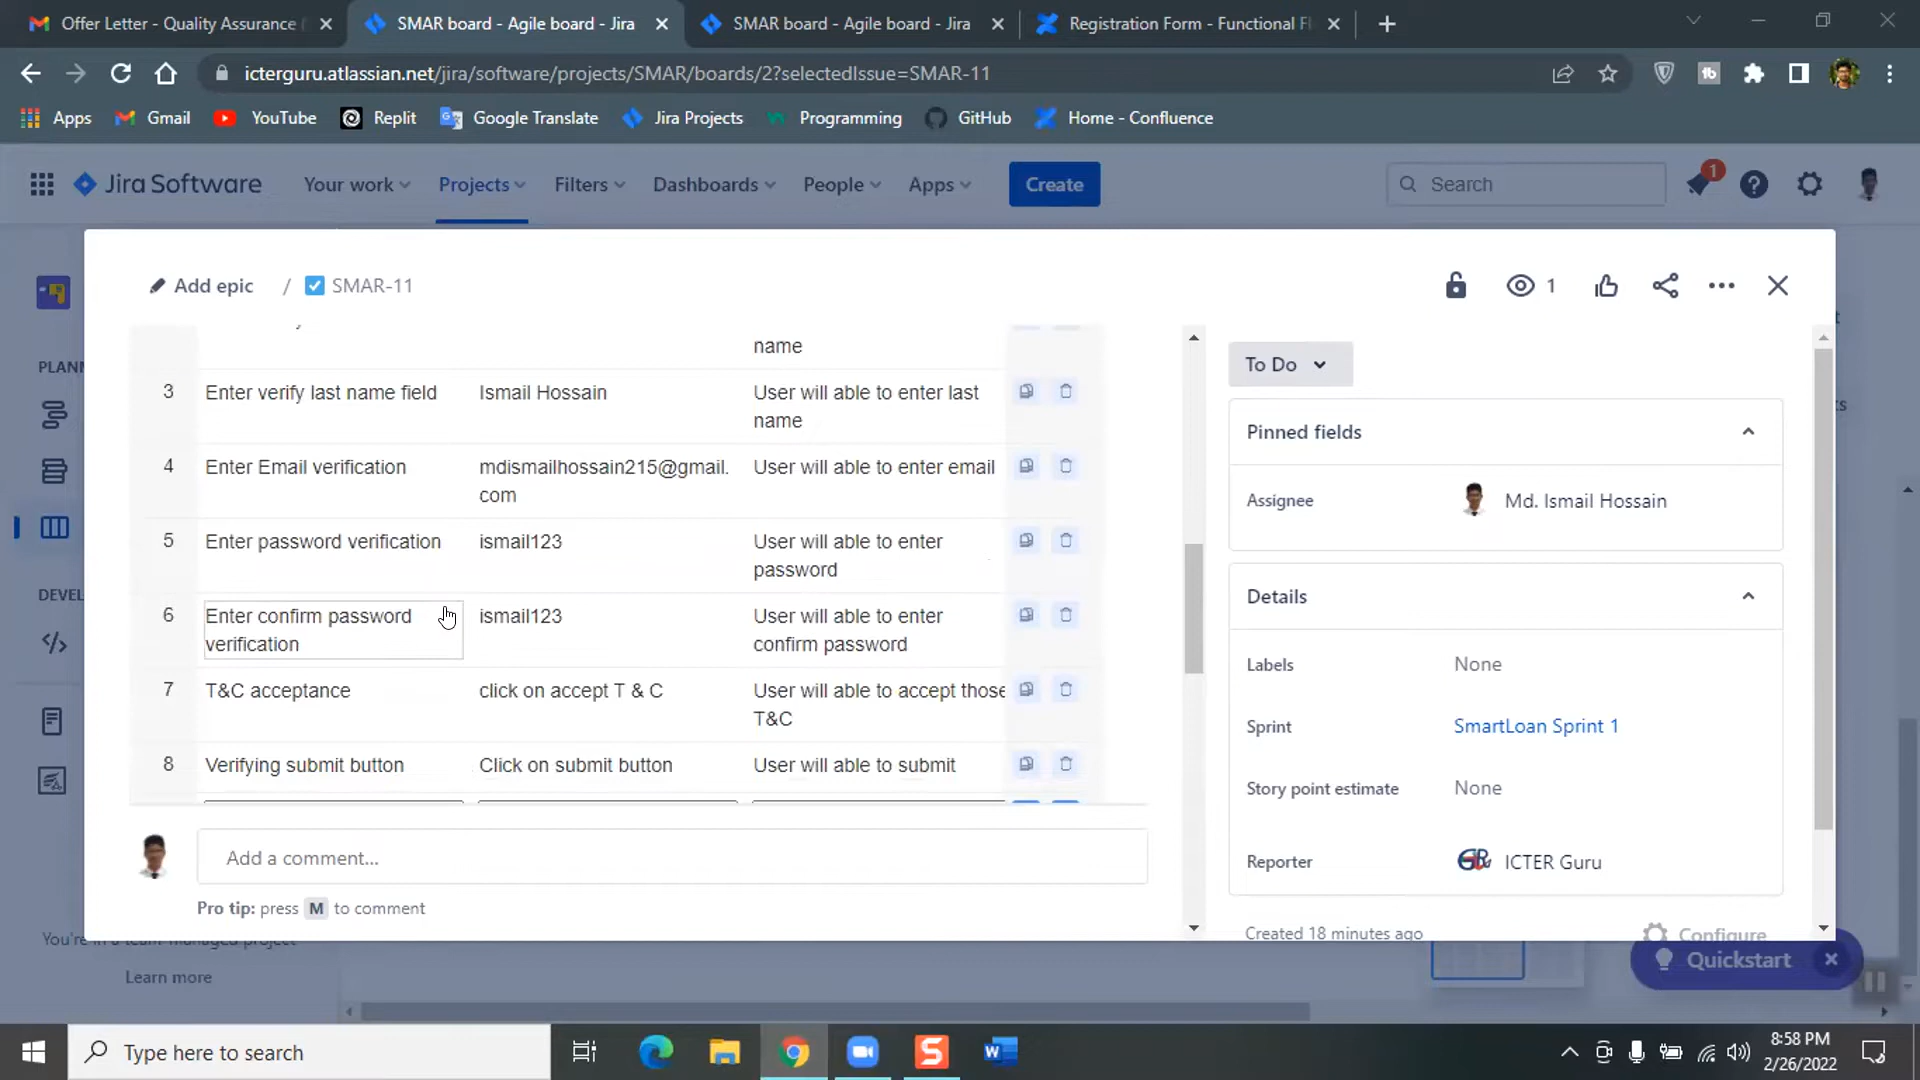 Offer Letter - Quality Assurance
SMAR board - Agile board - Jira
SMAR board - Agile board - Jira
Registration Form - Functional Fl
icterguru.atlassian.net/jira/software/projects/SMAR/boards/2?selectedIssue=SMAR-11
Apps
Gmail
YouTube
Replit
Google Translate
Jira Projects
Programming
GitHub
Home - Confluence
Jira Software
Your work
Projects
Filters
Dashboards
People
Apps
Create
Search
1
Add epic / SMAR-11
1
name
3 Enter verify last name field Ismail Hossain User will able to enter last
name
4 Enter Email verification mdismailhossain215@gmail. User will able to enter email
com
5 Enter password verification ismail123 User will able to enter
password
6 Enter confirm password ismail123 User will able to enter
verification confirm password
7 T&C acceptance click on accept T & C User will able to accept those
T&C
8 Verifying submit button Click on submit button User will able to submit
Add a comment...
Pro tip: press M to comment
To Do
Pinned fields
Assignee Md. Ismail Hossain
Details
Labels None
Sprint SmartLoan Sprint 1
Story point estimate None
Reporter ICTER Guru
Created 18 minutes ago
Configure
PLANN
DEVEL
You're in a team-managed project
Learn more
Quickstart
Type here to search
8:58 PM
2/26/2022